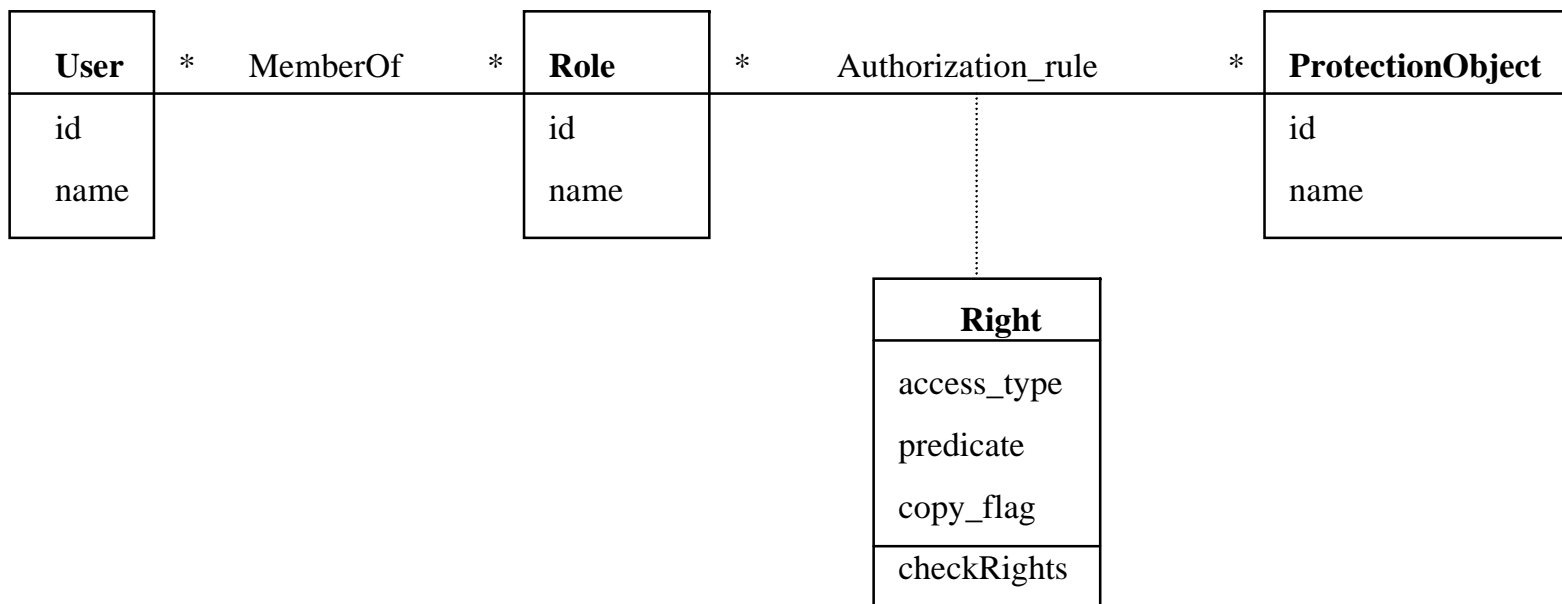 User * MemberOf * Role * Authorization_rule * ProtectionObject
id id id
name name name
Right
access_type
predicate
copy_flag
checkRights